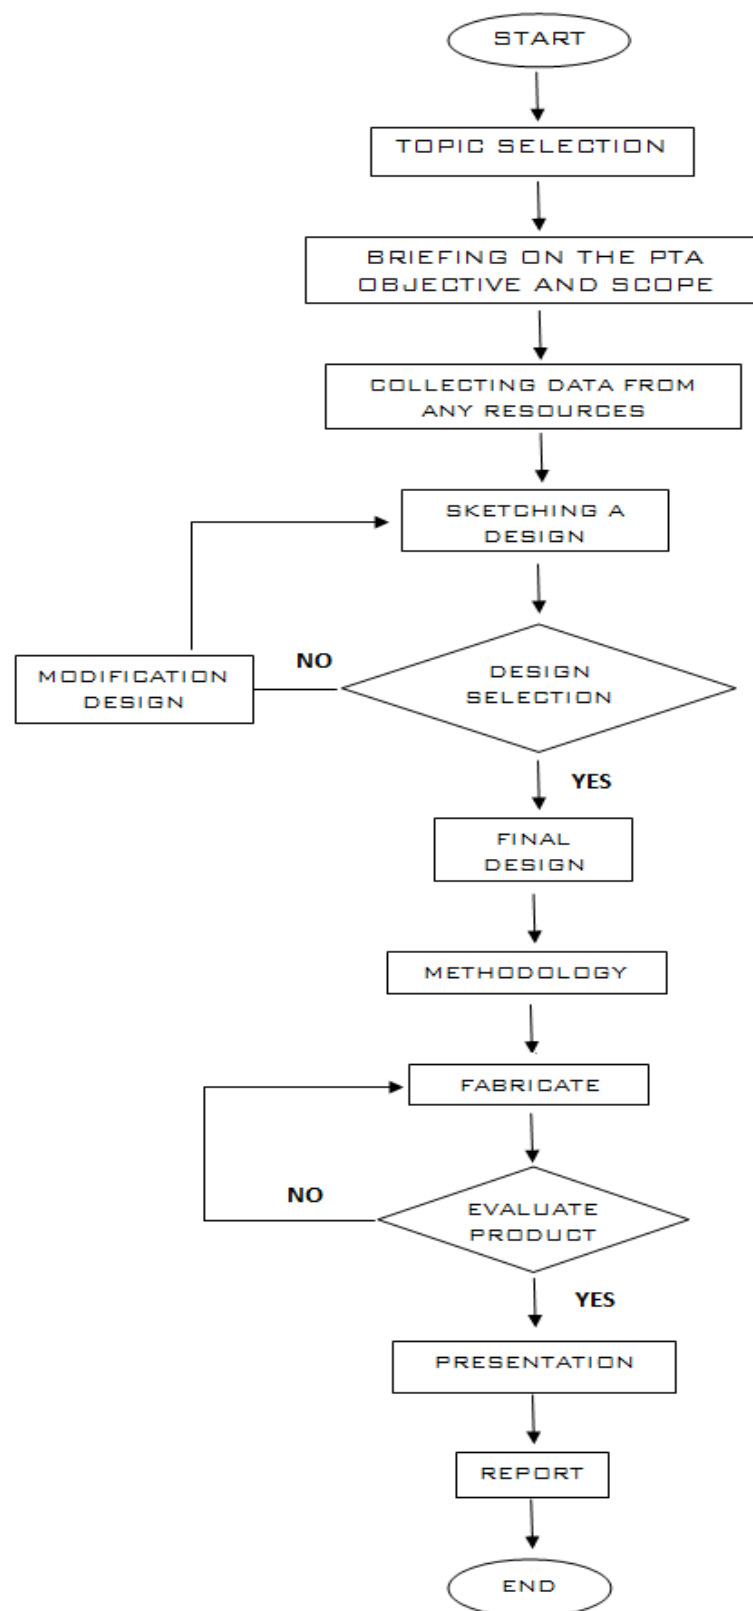 START
TOPIC SELECTION
BRIEFING ON THE PTA
OBJECTIVE AND SCOPE
COLLECTING DATA FROM
ANY RESOURCES
SKETCHING A
DESIGN
NO
MODIFICATION
DESIGN
DESIGN
SELECTION
YES
FINAL
DESIGN
METHODOLOGY
FABRICATE
NO
EVALUATE
PRODUCT
YES
PRESENTATION
REPORT
END